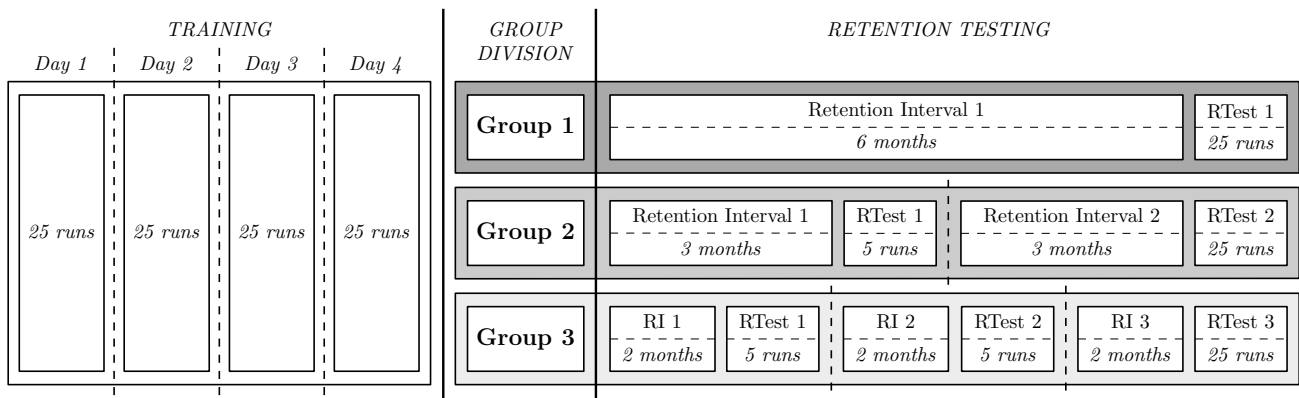 TRAINING
Day 1 Day 2 Day 3 Day 4
25 runs 25 runs 25 runs 25 runs
GROUP
DIVISION
RETENTION TESTING
Group 1
Retention Interval 1
6 months
RTest 1
25 runs
Group 2
Retention Interval 1
3 months
RTest 1
5 runs
Retention Interval 2
3 months
RTest 2
25 runs
Group 3
RI 1
2 months
RTest 1
5 runs
RI 2
2 months
RTest 2
5 runs
RI 3
2 months
RTest 3
25 runs